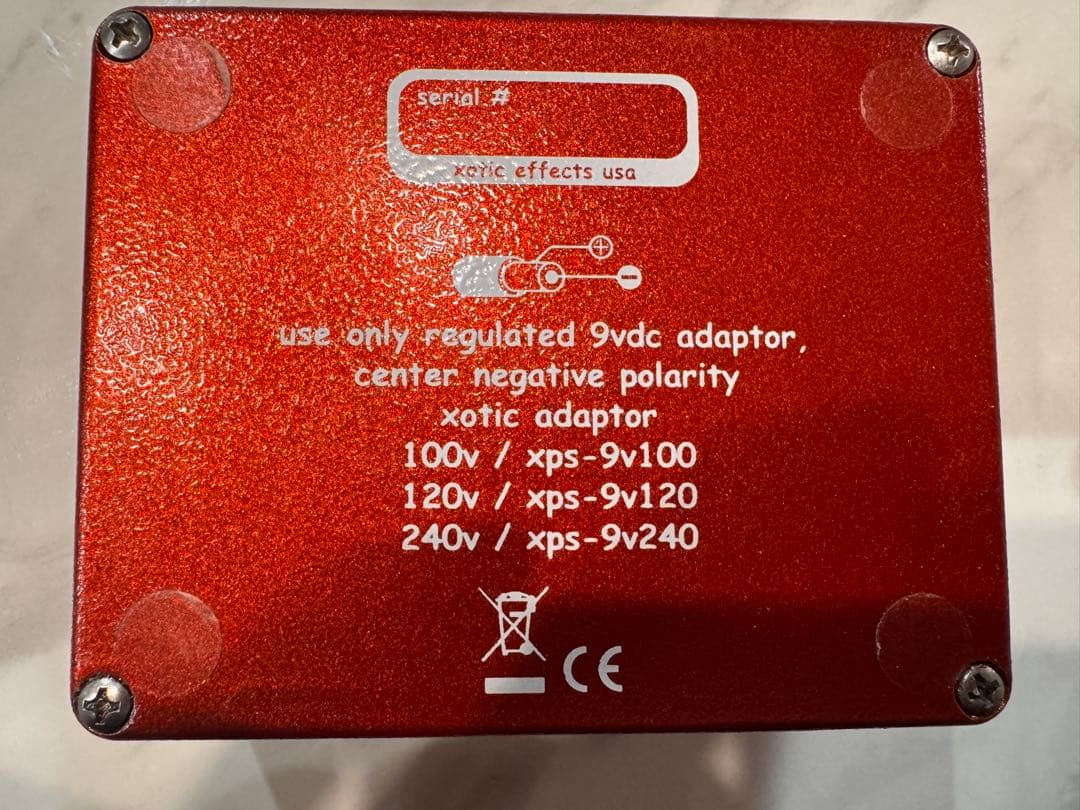 serial #
xotic effects usa
use only regulated 9vdc adaptor,
center negative polarity
xotic adaptor
100v / xps-9v100
120v / xps-9v120
240v / xps-9v240
CE